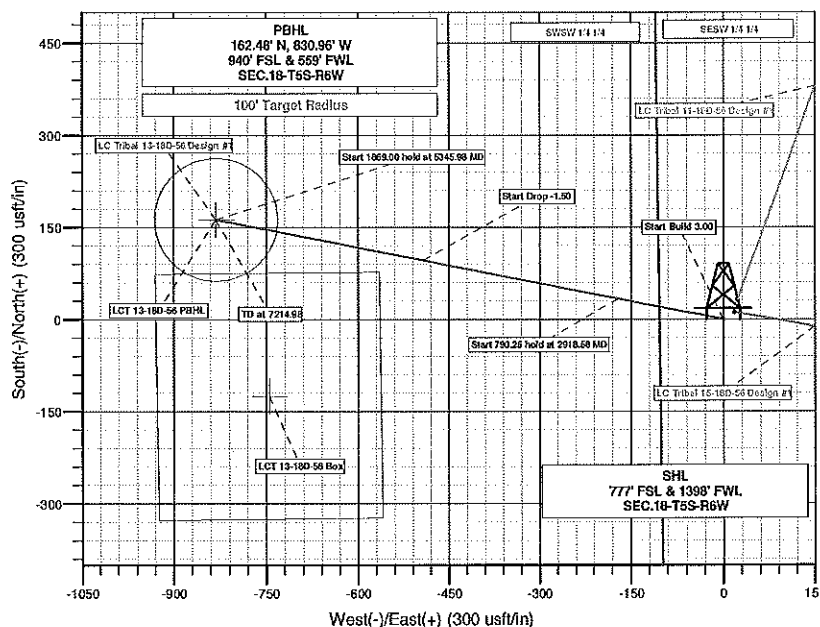 PBHL
162.48' N, 830.96' W
940' FSL & 559' FWL
SEC.18-T5S-R6W
100' Target Radius
SWSW 1/4 1/4
SESW 1/4 1/4
LC Tribal 13-18D-56 Design #1
Start 1869.00 hold at 5345.98 MD
Start Drop -1.50
Start Build 3.00
LC Tribal 11-18D-56 Design #1
LCT 13-18D-56 PBHL
TD at 7214.98
Start 790.25 hold at 2918.58 MD
LC Tribal 15-18D-56 Design #1
LCT 13-18D-56 Box
SHL
777' FSL & 1398' FWL
SEC.18-T5S-R6W
South(-)/North(+) (300 usft/in)
450
300
150
0
-150
-300
-1050
-900
-750
-600
-450
-300
-150
0
15
West(-)/East(+) (300 usft/in)